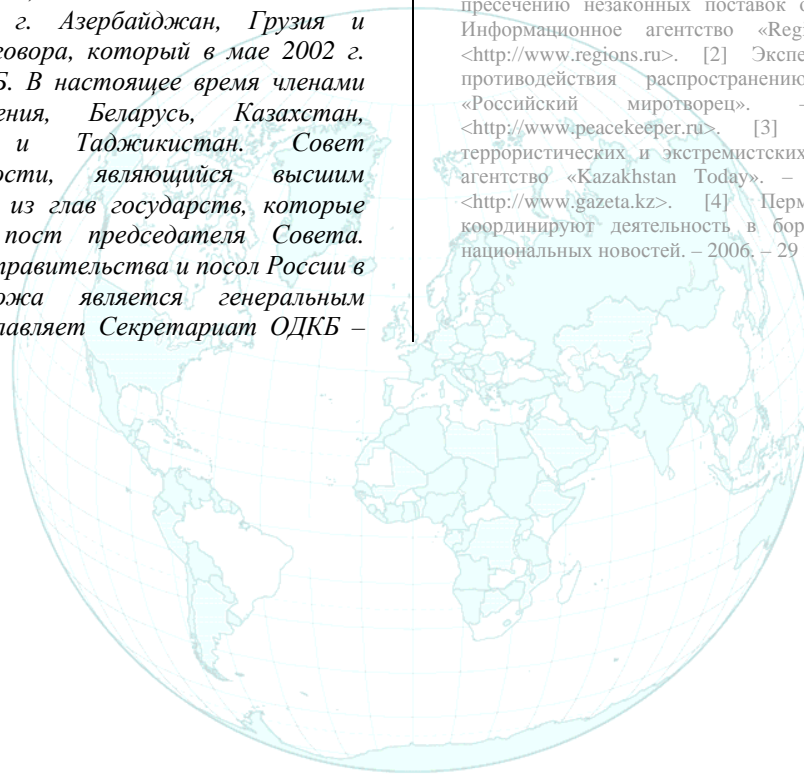 г. Азербайджан, Грузия и
говора, который в мае 2002 г.
Б. В настоящее время членами
ения, Беларусь, Казахстан,
и Таджикистан. Совет
ости, являющийся высшим
из глав государств, которые
пост председателя Совета.
правительства и посол России в
ожа является генеральным
лавляет Секретариат ОДКБ –
пресечению незаконных поставок о
Информационное агентство «Regi
<http://www.regions.ru>. [2] Экспе
противодействия распространению
«Российский миротворец». –
<http://www.peacekeeper.ru>. [3]
террористических и экстремистских
агентство «Kazakhstan Today». –
<http://www.gazeta.kz>. [4] Перм
координируют деятельность в бор
национальных новостей. – 2006. – 29